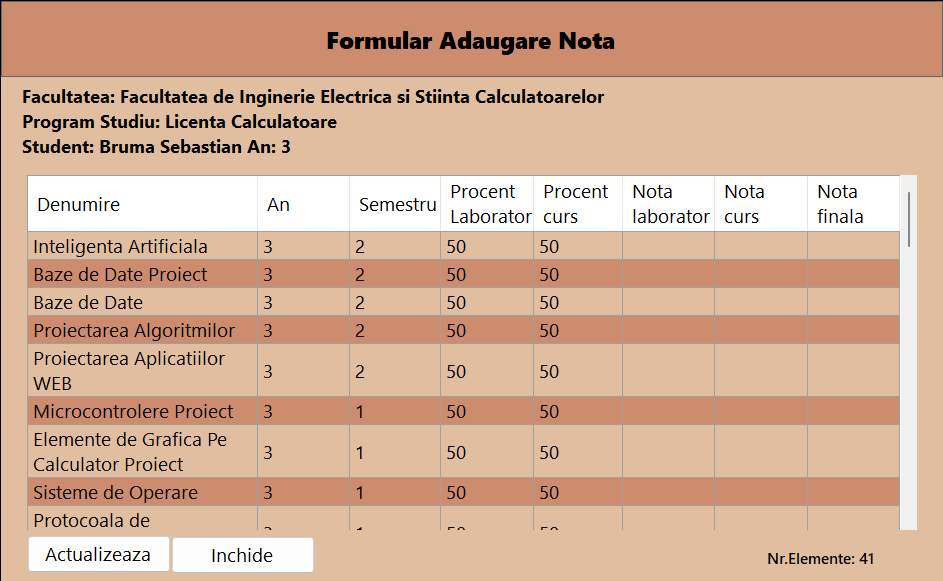 Formular Adaugare Nota
Facultatea: Facultatea de Inginerie Electrica si Stiinta Calculatoarelor
Program Studiu: Licenta Calculatoare
Student: Bruma Sebastian An: 3
Denumire An Semestru Procent Laborator Procent curs Nota laborator Nota curs Nota finala
Inteligenta Artificiala 3 2 50 50
Baze de Date Proiect 3 2 50 50
Baze de Date 3 2 50 50
Proiectarea Algoritmilor 3 2 50 50
Proiectarea Aplicatiilor WEB 3 2 50 50
Microcontrolere Proiect 3 1 50 50
Elemente de Grafica Pe Calculator Proiect 3 1 50 50
Sisteme de Operare 3 1 50 50
Protocoala de
Actualizeaza Inchide Nr.Elemente: 41